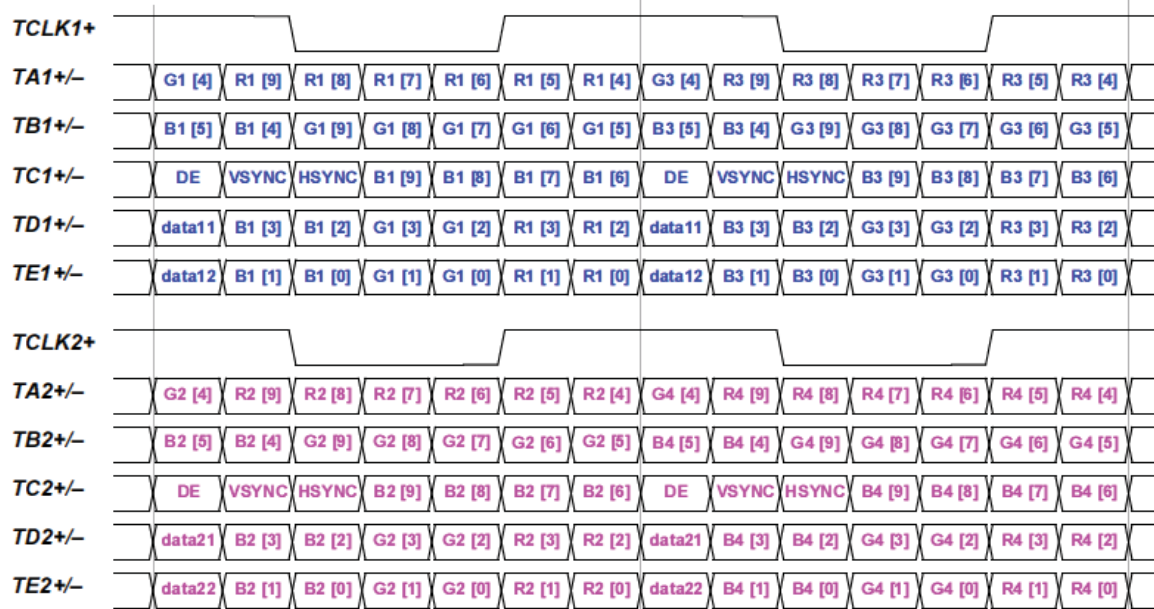 TCLK1+
TA1+/– G1 [4] R1 [9] R1 [8] R1 [7] R1 [6] R1 [5] R1 [4] G3 [4] R3 [9] R3 [8] R3 [7] R3 [6] R3 [5] R3 [4]
TB1+/– B1 [5] B1 [4] G1 [9] G1 [8] G1 [7] G1 [6] G1 [5] B3 [5] B3 [4] G3 [9] G3 [8] G3 [7] G3 [6] G3 [5]
TC1+/– DE VSYNC HSYNC B1 [9] B1 [8] B1 [7] B1 [6] DE VSYNC HSYNC B3 [9] B3 [8] B3 [7] B3 [6]
TD1+/– data11 B1 [3] B1 [2] G1 [3] G1 [2] R1 [3] R1 [2] data11 B3 [3] B3 [2] G3 [3] G3 [2] R3 [3] R3 [2]
TE1+/– data12 B1 [1] B1 [0] G1 [1] G1 [0] R1 [1] R1 [0] data12 B3 [1] B3 [0] G3 [1] G3 [0] R3 [1] R3 [0]
TCLK2+
TA2+/– G2 [4] R2 [9] R2 [8] R2 [7] R2 [6] R2 [5] R2 [4] G4 [4] R4 [9] R4 [8] R4 [7] R4 [6] R4 [5] R4 [4]
TB2+/– B2 [5] B2 [4] G2 [9] G2 [8] G2 [7] G2 [6] G2 [5] B4 [5] B4 [4] G4 [9] G4 [8] G4 [7] G4 [6] G4 [5]
TC2+/– DE VSYNC HSYNC B2 [9] B2 [8] B2 [7] B2 [6] DE VSYNC HSYNC B4 [9] B4 [8] B4 [7] B4 [6]
TD2+/– data21 B2 [3] B2 [2] G2 [3] G2 [2] R2 [3] R2 [2] data21 B4 [3] B4 [2] G4 [3] G4 [2] R4 [3] R4 [2]
TE2+/– data22 B2 [1] B2 [0] G2 [1] G2 [0] R2 [1] R2 [0] data22 B4 [1] B4 [0] G4 [1] G4 [0] R4 [1] R4 [0]